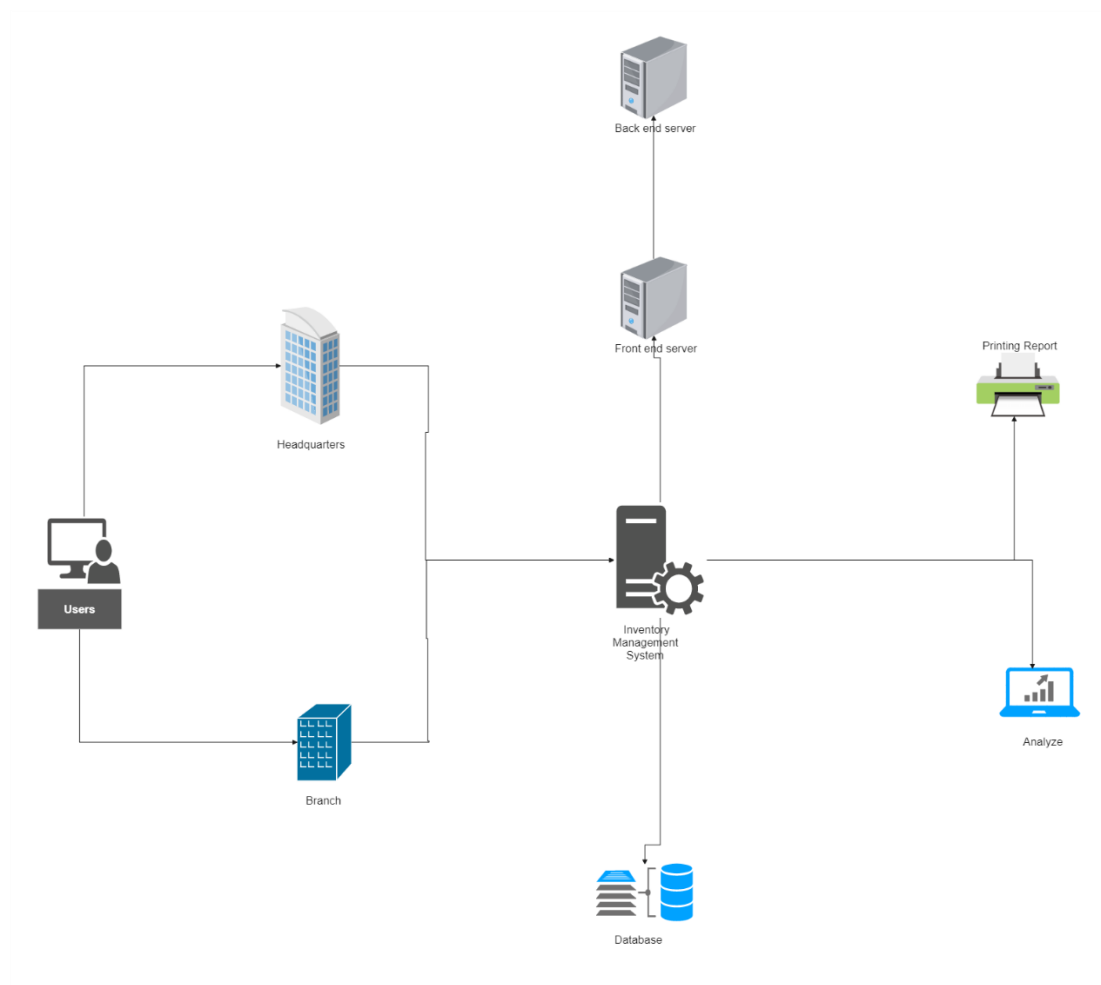 Back end server
Front end server
Printing Report
Headquarters
Users
Inventory
Management
System
Analyze
Branch
Database